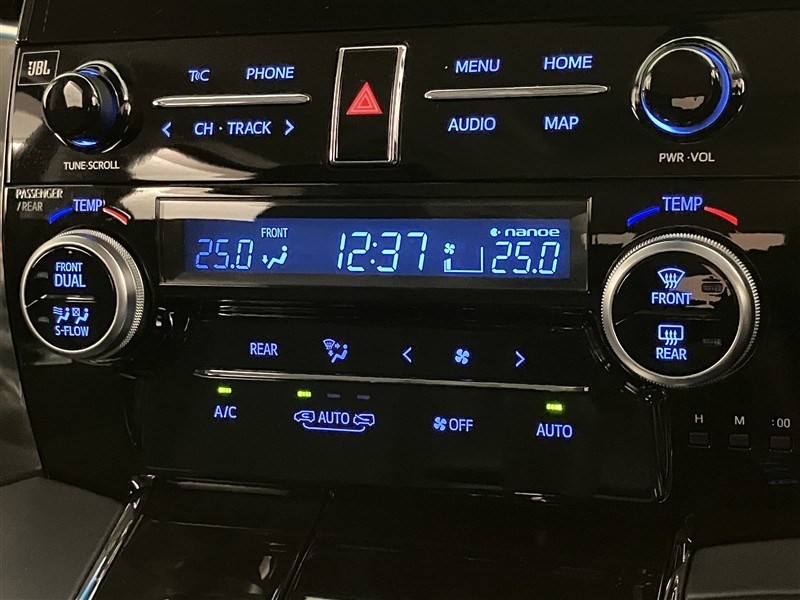 JBL
T C
PHONE
MENU
HOME
< CH · TRACK >
AUDIO
MAP
TUNE·SCROLL
PWR·VOL
PASSENGER
/REAR
TEMP
TEMP
FRONT
nanoe
25.0
12:37
25.0
FRONT
DUAL
S-FLOW
FRONT
REAR
REAR
< >
A/C
AUTO
OFF
AUTO
H
M
:00